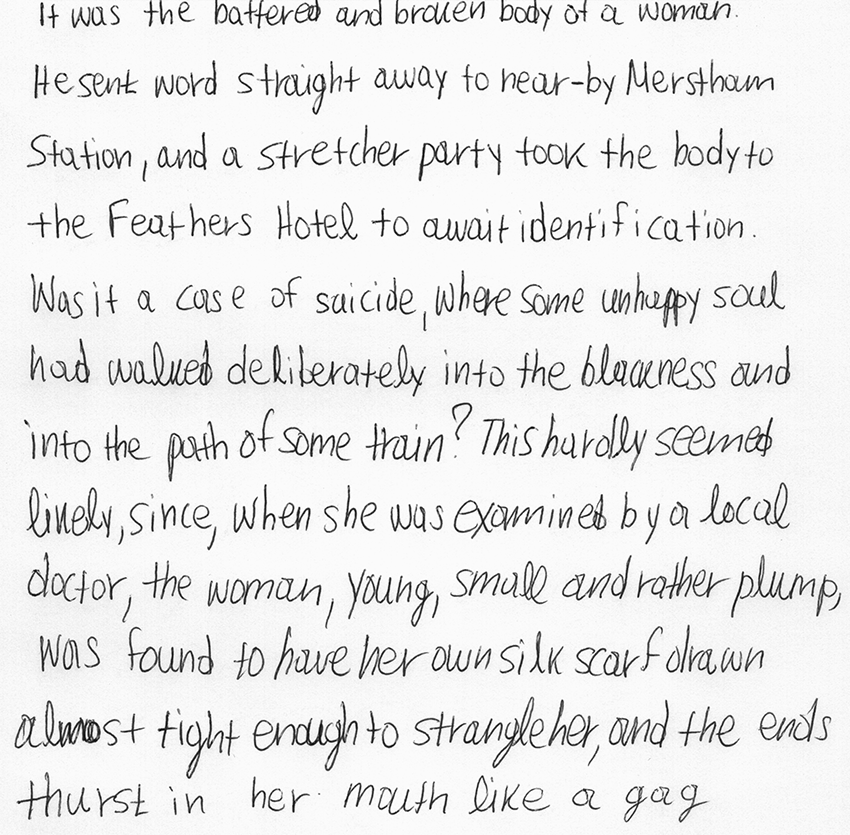 It was the battered and broken body of a woman.
He sent word straight away to near-by Merstham
Station, and a stretcher party took the body to
the Feathers Hotel to await identification.
Was it a case of suicide, where some unhappy soul
had walked deliberately into the blackness and
into the path of some train? This hardly seemed
likely, since, when she was examined by a local
doctor, the woman, young, small and rather plump,
was found to have her own silk scarf drawn
almost tight enough to strangle her, and the ends
thurst in her mouth like a gag